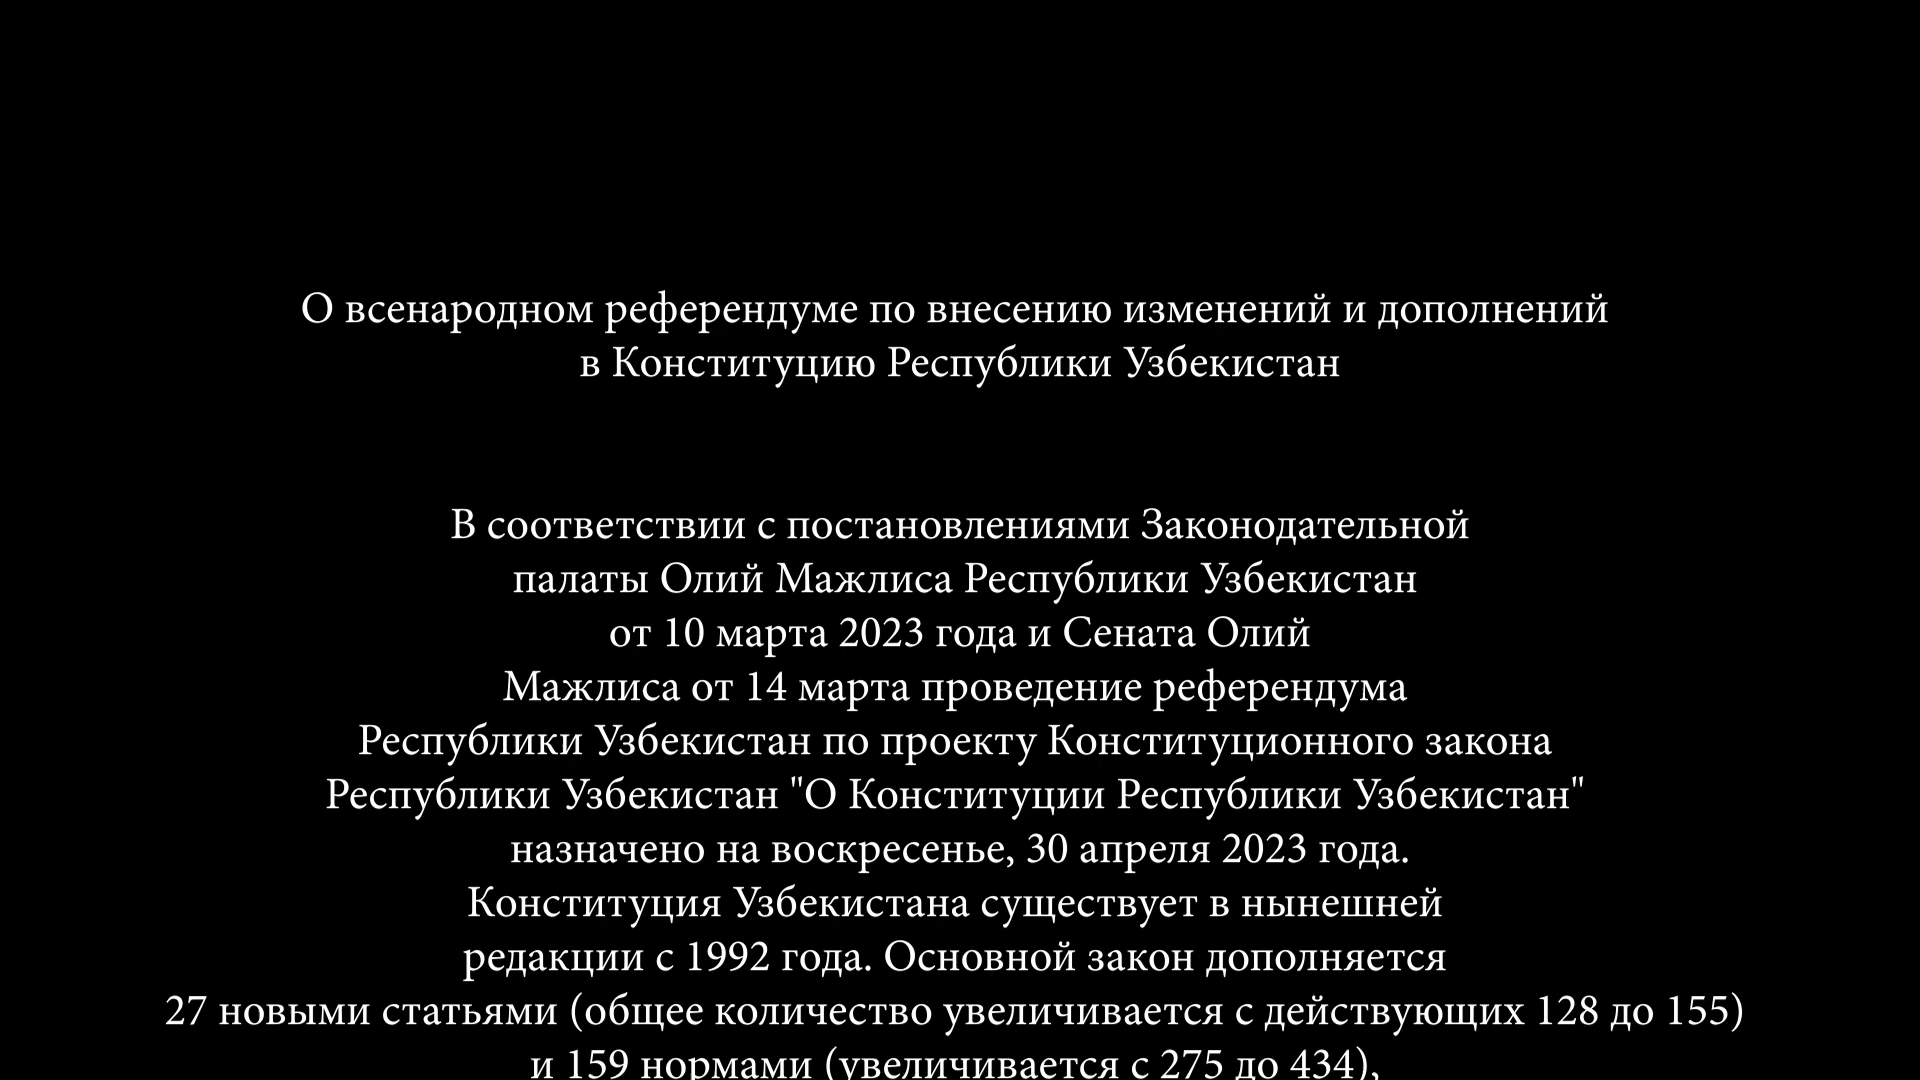 О всенародном референдуме по внесению изменений и дополнений
в Конституцию Республики Узбекистан
В соответствии с постановлениями Законодательной
палаты Олий Мажлиса Республики Узбекистан
от 10 марта 2023 года и Сената Олий
Мажлиса от 14 марта проведение референдума
Республики Узбекистан по проекту Конституционного закона
Республики Узбекистан "О Конституции Республики Узбекистан"
назначено на воскресенье, 30 апреля 2023 года.
Конституция Узбекистана существует в нынешней
редакции с 1992 года. Основной закон дополняется
27 новыми статьями (общее количество увеличивается с действующих 128 до 155)
и 159 нормами (увеличивается с 275 до 434),